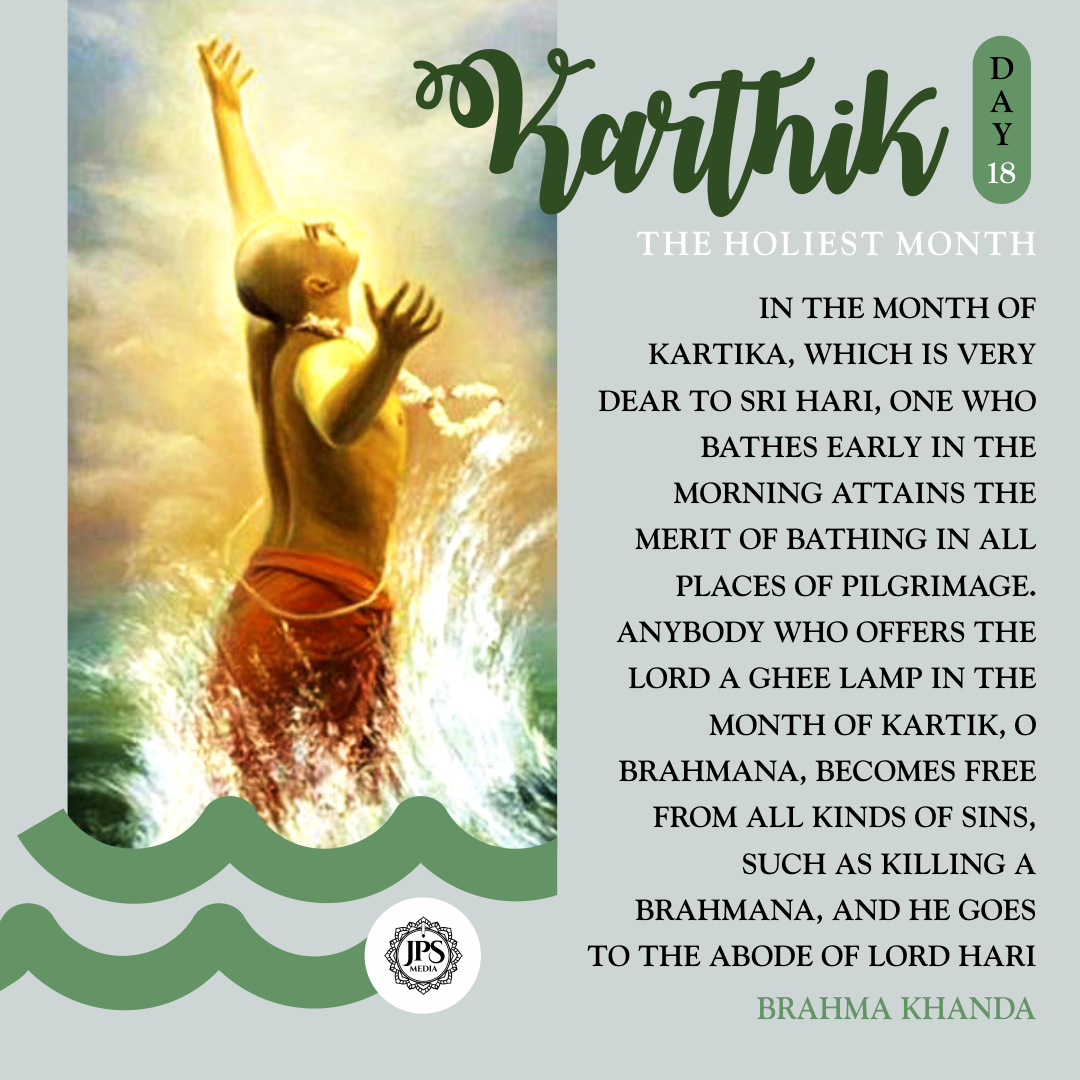 Karthik
DAY 18
THE HOLIEST MONTH
IN THE MONTH OF
KARTIKA, WHICH IS VERY
DEAR TO SRI HARI, ONE WHO
BATHES EARLY IN THE
MORNING ATTAINS THE
MERIT OF BATHING IN ALL
PLACES OF PILGRIMAGE.
ANYBODY WHO OFFERS THE
LORD A GHEE LAMP IN THE
MONTH OF KARTIK, O
BRAHMANA, BECOMES FREE
FROM ALL KINDS OF SINS,
SUCH AS KILLING A
BRAHMANA, AND HE GOES
TO THE ABODE OF LORD HARI
BRAHMA KHANDA
JPS
MEDIA